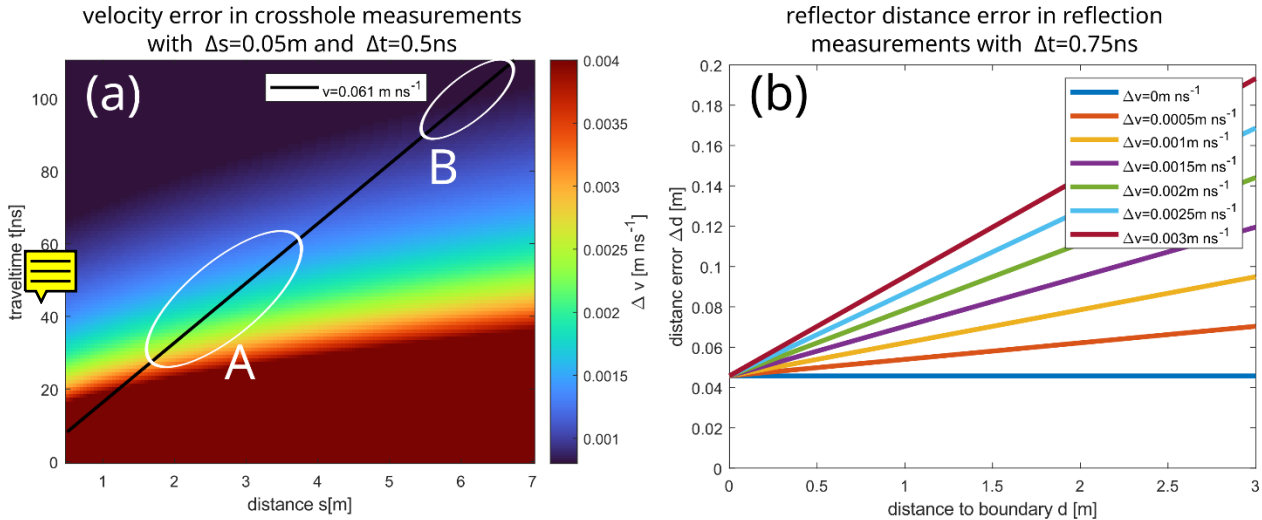 velocity error in crosshole measurements
with Δs=0.05m and Δt=0.5ns
(a)
v=0.061 m ns⁻¹
A
B
traveltime t[ns]
0
20
40
60
80
100
1
2
3
4
5
6
7
distance s[m]
0.004
0.0035
0.003
0.0025
0.002
0.0015
0.001
Δ v [m ns⁻¹]
reflector distance error in reflection
measurements with Δt=0.75ns
(b)
Δv=0m ns⁻¹
Δv=0.0005m ns⁻¹
Δv=0.001m ns⁻¹
Δv=0.0015m ns⁻¹
Δv=0.002m ns⁻¹
Δv=0.0025m ns⁻¹
Δv=0.003m ns⁻¹
distanc error Δd [m]
0.2
0.18
0.16
0.14
0.12
0.1
0.08
0.06
0.04
0.02
0
0
0.5
1
1.5
2
2.5
3
distance to boundary d [m]